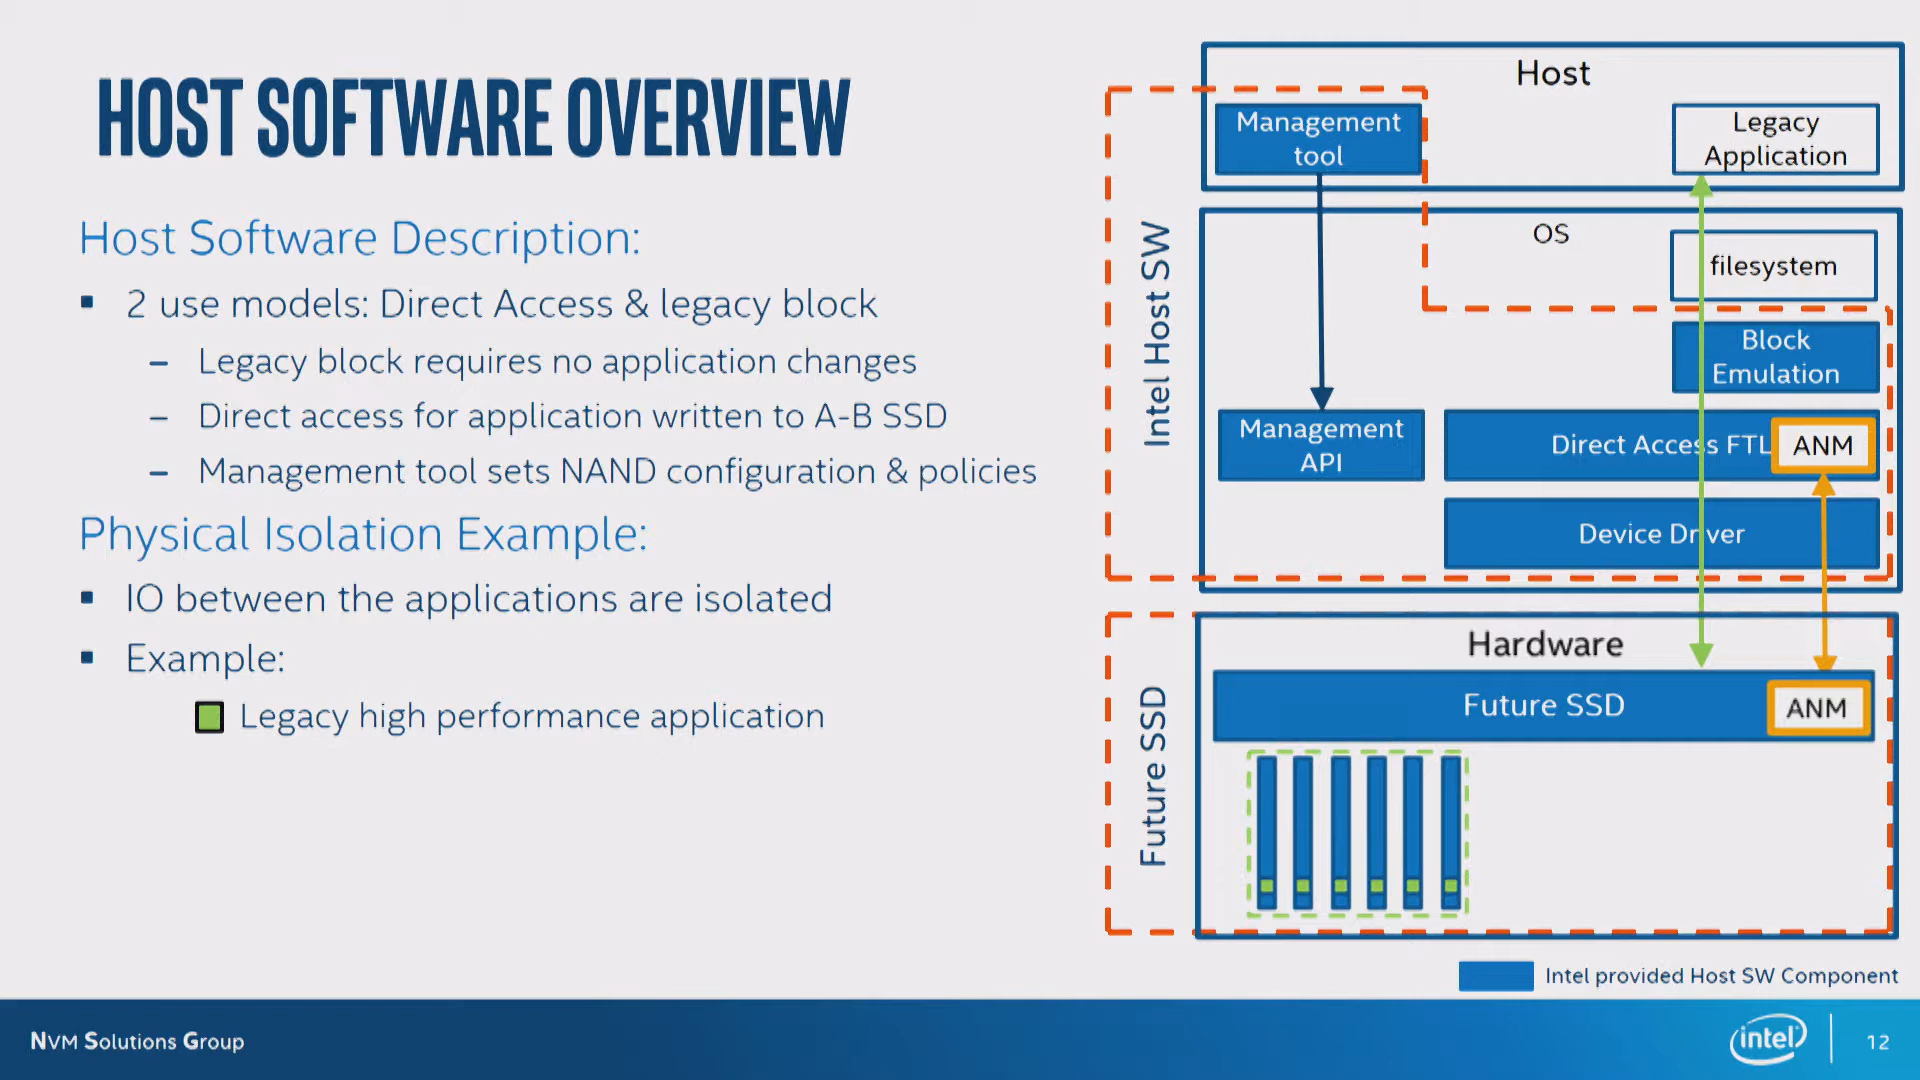 HOST SOFTWARE OVERVIEW
Host Software Description:
2 use models: Direct Access & legacy block
– Legacy block requires no application changes
– Direct access for application written to A-B SSD
– Management tool sets NAND configuration & policies
Physical Isolation Example:
IO between the applications are isolated
Example:
Legacy high performance application
Host
Management
tool
Legacy
Application
Intel Host SW
OS
filesystem
Block
Emulation
Management
API
Direct Access FTL
ANM
Device Driver
Future SSD
Hardware
Future SSD
ANM
Intel provided Host SW Component
NVM Solutions Group
intel
12